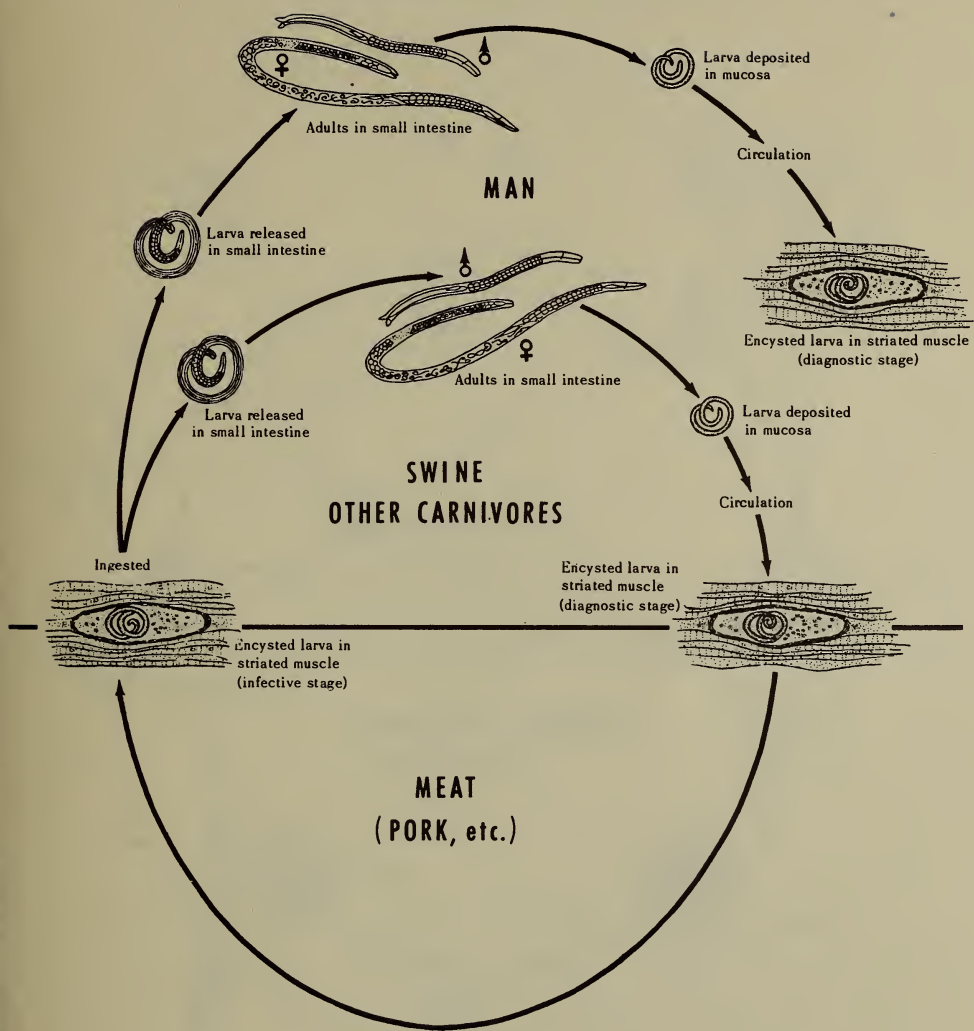 Larva deposited
in mucosa
♂
♀
Adults in small intestine
Circulation
MAN
Larva released
in small intestine
Encysted larva in striated muscle
(diagnostic stage)
♂
♀
Adults in small intestine
Larva released
in small intestine
Larva deposited
in mucosa
SWINE
OTHER CARNIVORES
Circulation
Ingested
Encysted larva in
striated muscle
(diagnostic stage)
Encysted larva in
striated muscle
(infective stage)
MEAT
(PORK, etc.)